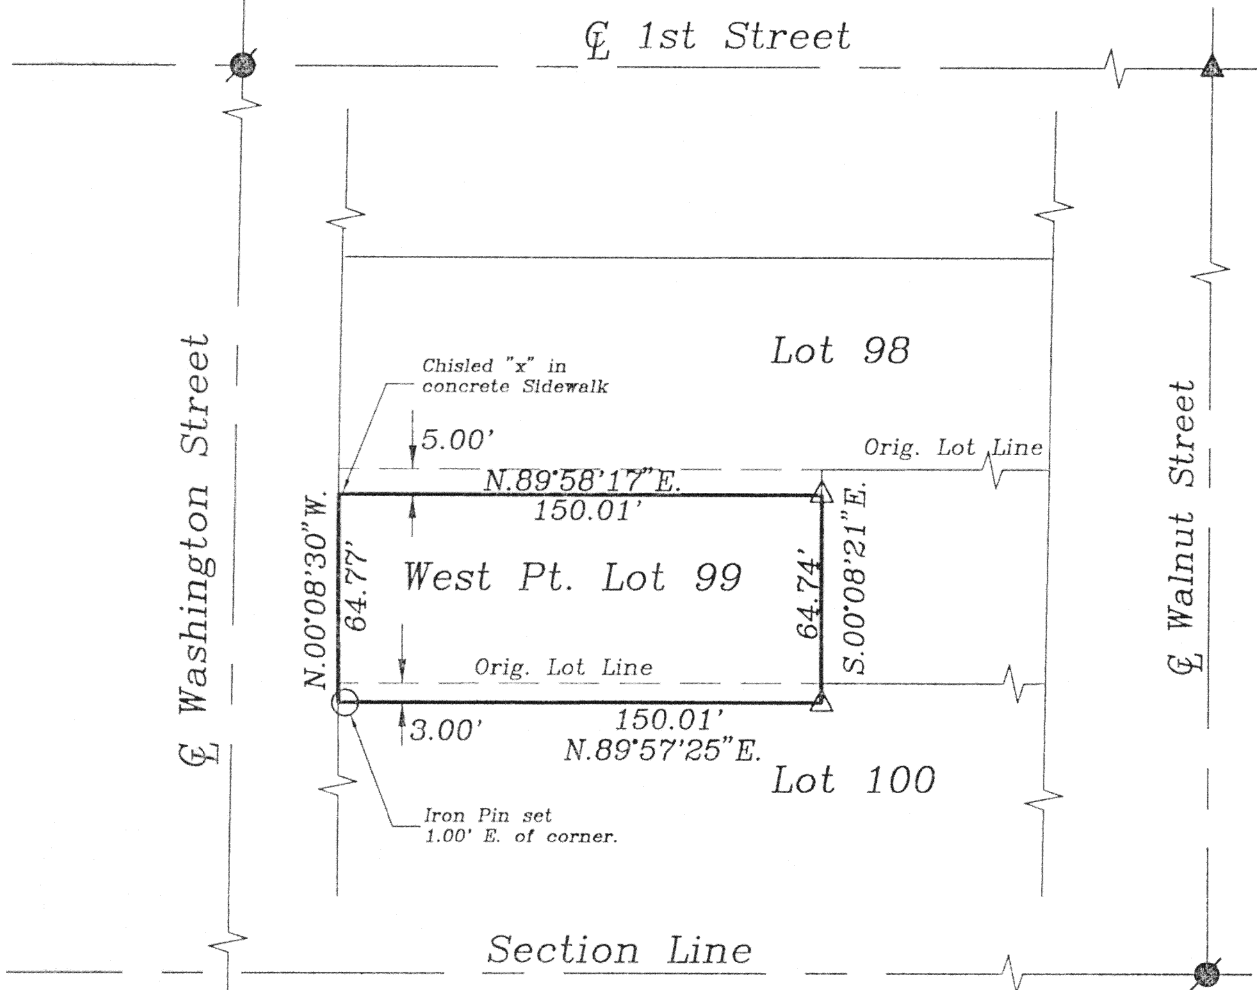 ℄ 1st Street
℄ Washington Street
℄ Walnut Street
Lot 98
Chisled "x" in
concrete Sidewalk
5.00'
Orig. Lot Line
N.89°58'17"E.
150.01'
N.00°08'30"W.
64.77'
West Pt. Lot 99
64.74'
S.00°08'21"E.
Orig. Lot Line
3.00'
150.01'
N.89°57'25"E.
Lot 100
Iron Pin set
1.00' E. of corner.
Section Line